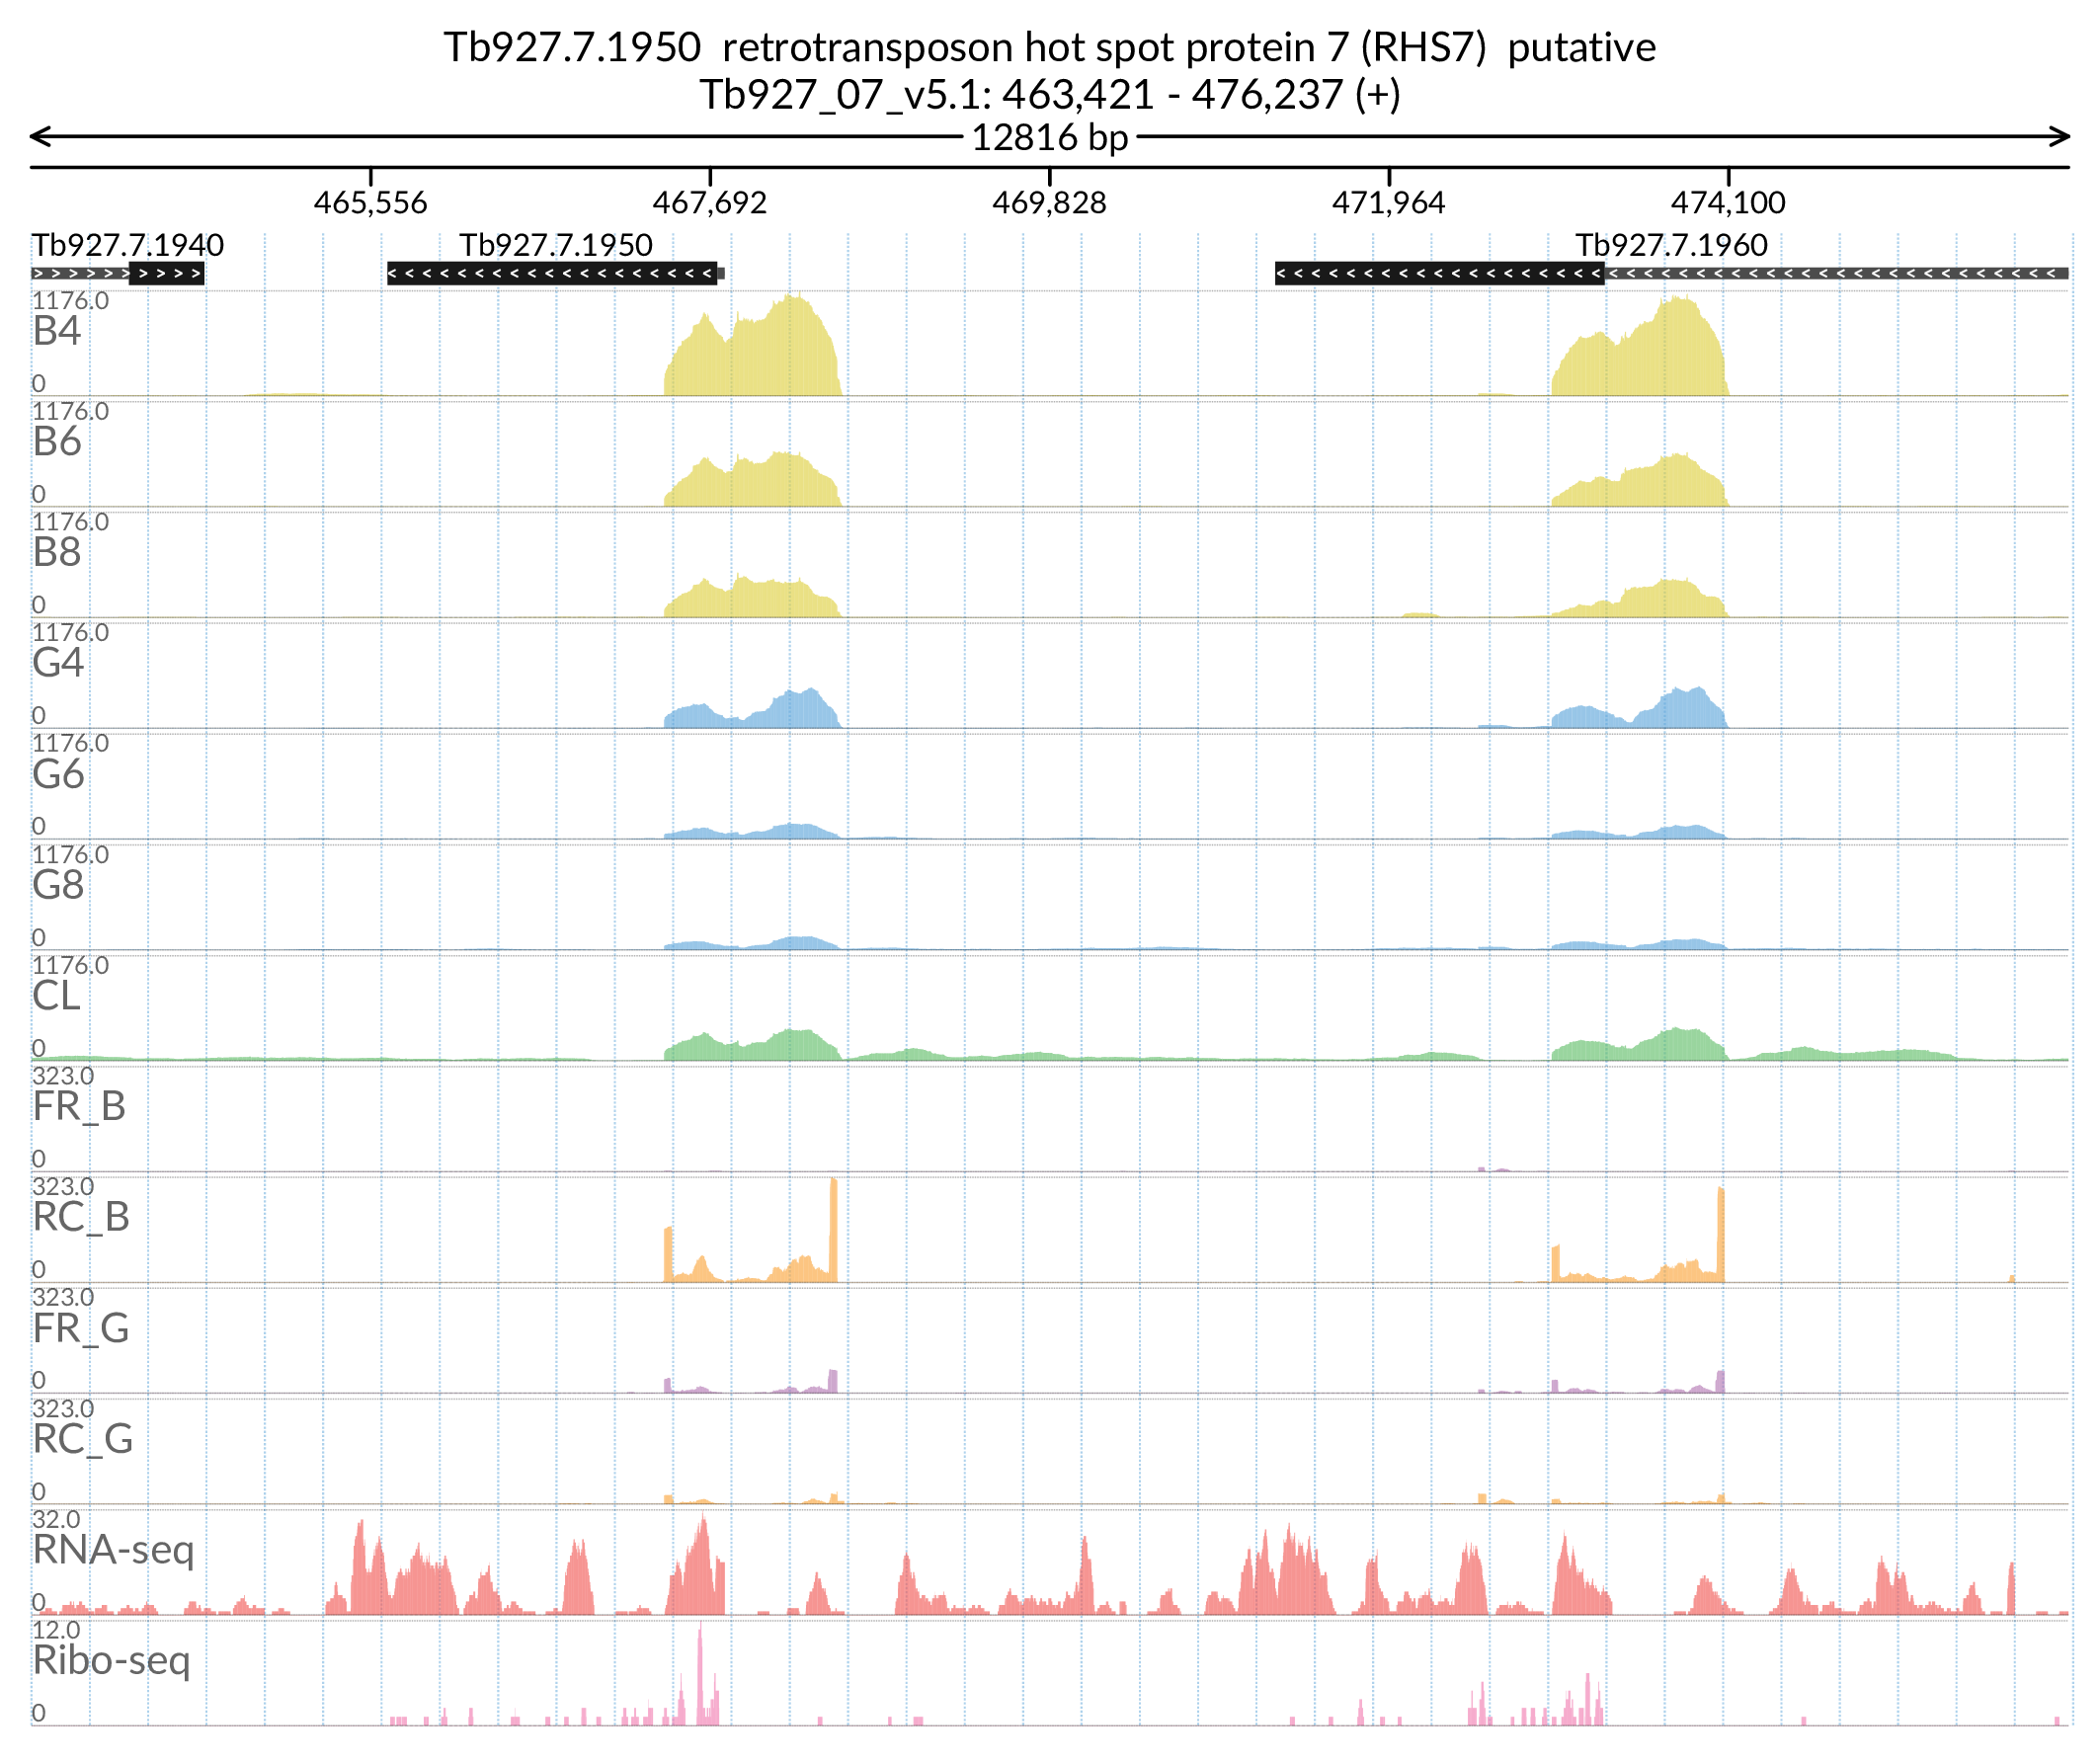 Tb927.7.1950 retrotransposon hot spot protein 7 (RHS7) putative
Tb927_07_v5.1: 463,421 - 476,237 (+)
12816 bp
465,556 467,692 469,828 471,964 474,100
Tb927.7.1940 Tb927.7.1950 Tb927.7.1960
1176.0
B4
0
1176.0
B6
0
1176.0
B8
0
1176.0
G4
0
1176.0
G6
0
1176.0
G8
0
1176.0
CL
0
323.0
FR_B
0
323.0
RC_B
0
323.0
FR_G
0
323.0
RC_G
0
32.0
RNA-seq
0
12.0
Ribo-seq
0